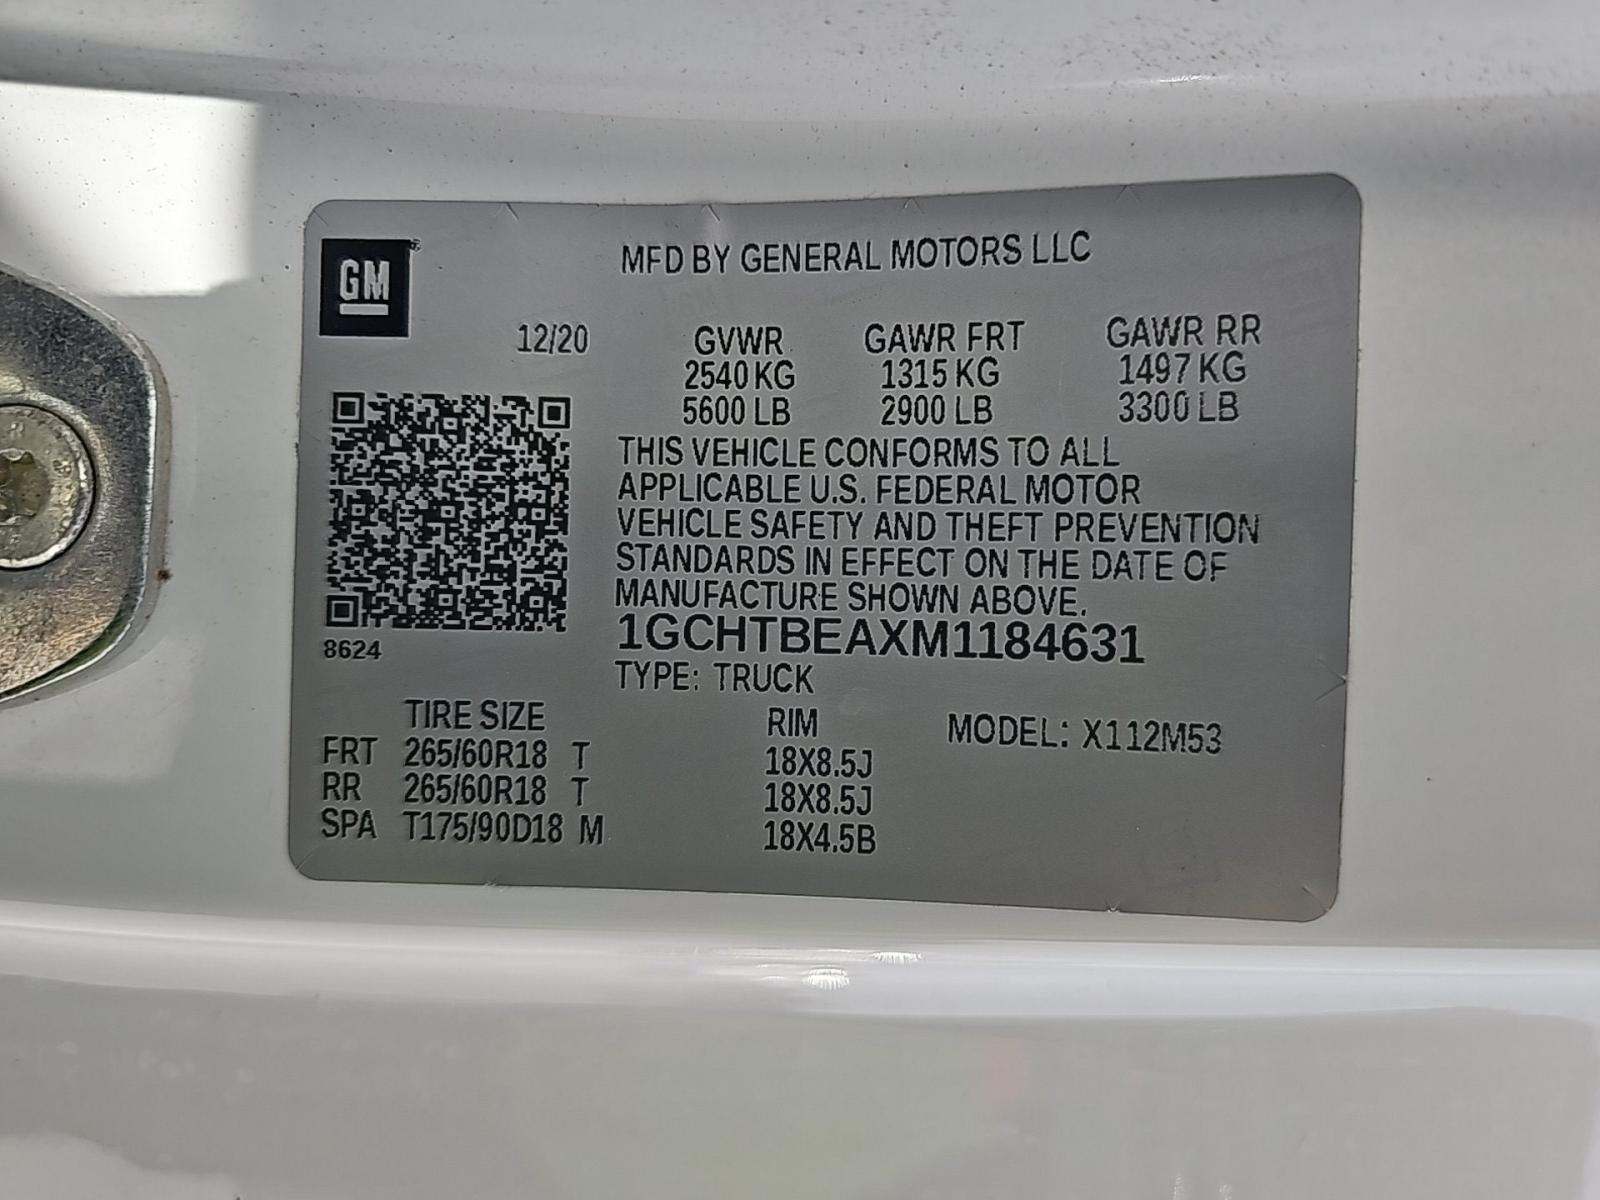 GM
MFD BY GENERAL MOTORS LLC
12/20 GVWR GAWR FRT GAWR RR
2540 KG 1315 KG 1497 KG
5600 LB 2900 LB 3300 LB
THIS VEHICLE CONFORMS TO ALL
APPLICABLE U.S. FEDERAL MOTOR
VEHICLE SAFETY AND THEFT PREVENTION
STANDARDS IN EFFECT ON THE DATE OF
MANUFACTURE SHOWN ABOVE.
8624
1GCHTBEAXM1184631
TYPE: TRUCK
TIRE SIZE RIM MODEL: X112M53
FRT 265/60R18 T 18X8.5J
RR 265/60R18 T 18X8.5J
SPA T175/90D18 M 18X4.5B